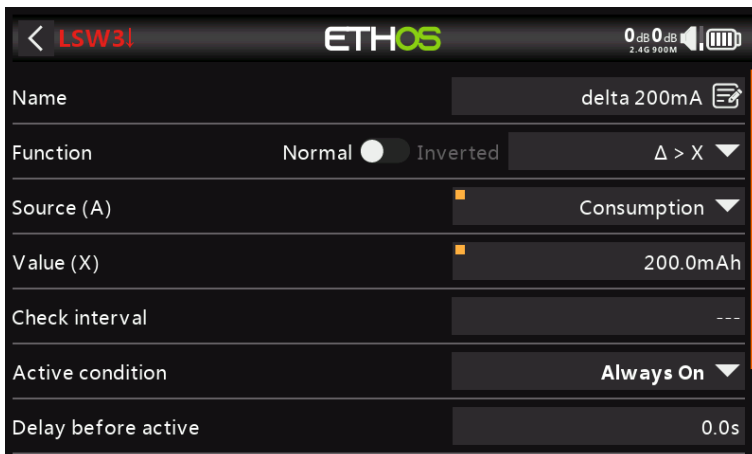 LSW3↓ ETHOS 0dB 0dB
2.4G 900M
Name delta 200mA
Function Normal Inverted Δ > X
Source (A) Consumption
Value (X) 200.0mAh
Check interval ---
Active condition Always On
Delay before active 0.0s